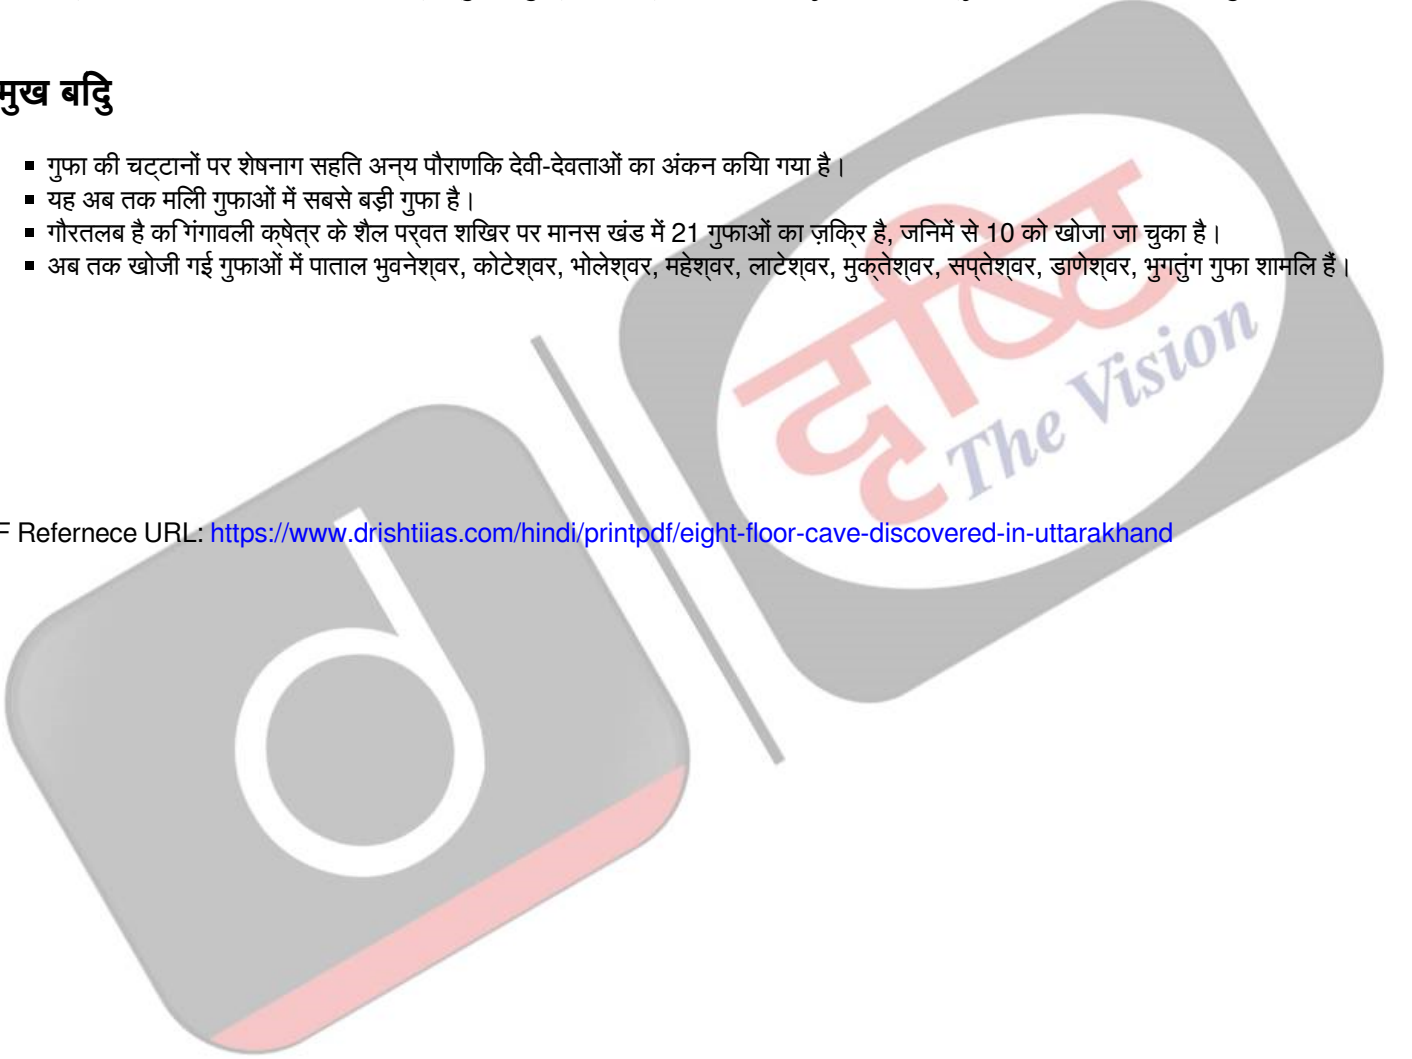 मुख बिंदु
गुफा की चट्टानों पर शेषनाग सहित अन्य पौराणिक देवी-देवताओं का अंकन किया गया है।
यह अब तक मिली गुफाओं में सबसे बड़ी गुफा है।
गौरतलब है कि गंगावली क्षेत्र के शैल पर्वत शिखर पर मानस खंड में 21 गुफाओं का ज़िक्र है, जिनमें से 10 को खोजा जा चुका है।
अब तक खोजी गई गुफाओं में पाताल भुवनेश्वर, कोटेश्वर, भोलेश्वर, महेश्वर, लाटेश्वर, मुक्तेश्वर, सप्तेश्वर, डाणेश्वर, भुगतुंग गुफा शामिल हैं।
दृष्टि
The Vision
F Refernece URL: https://www.drishtiias.com/hindi/printpdf/eight-floor-cave-discovered-in-uttarakhand
d